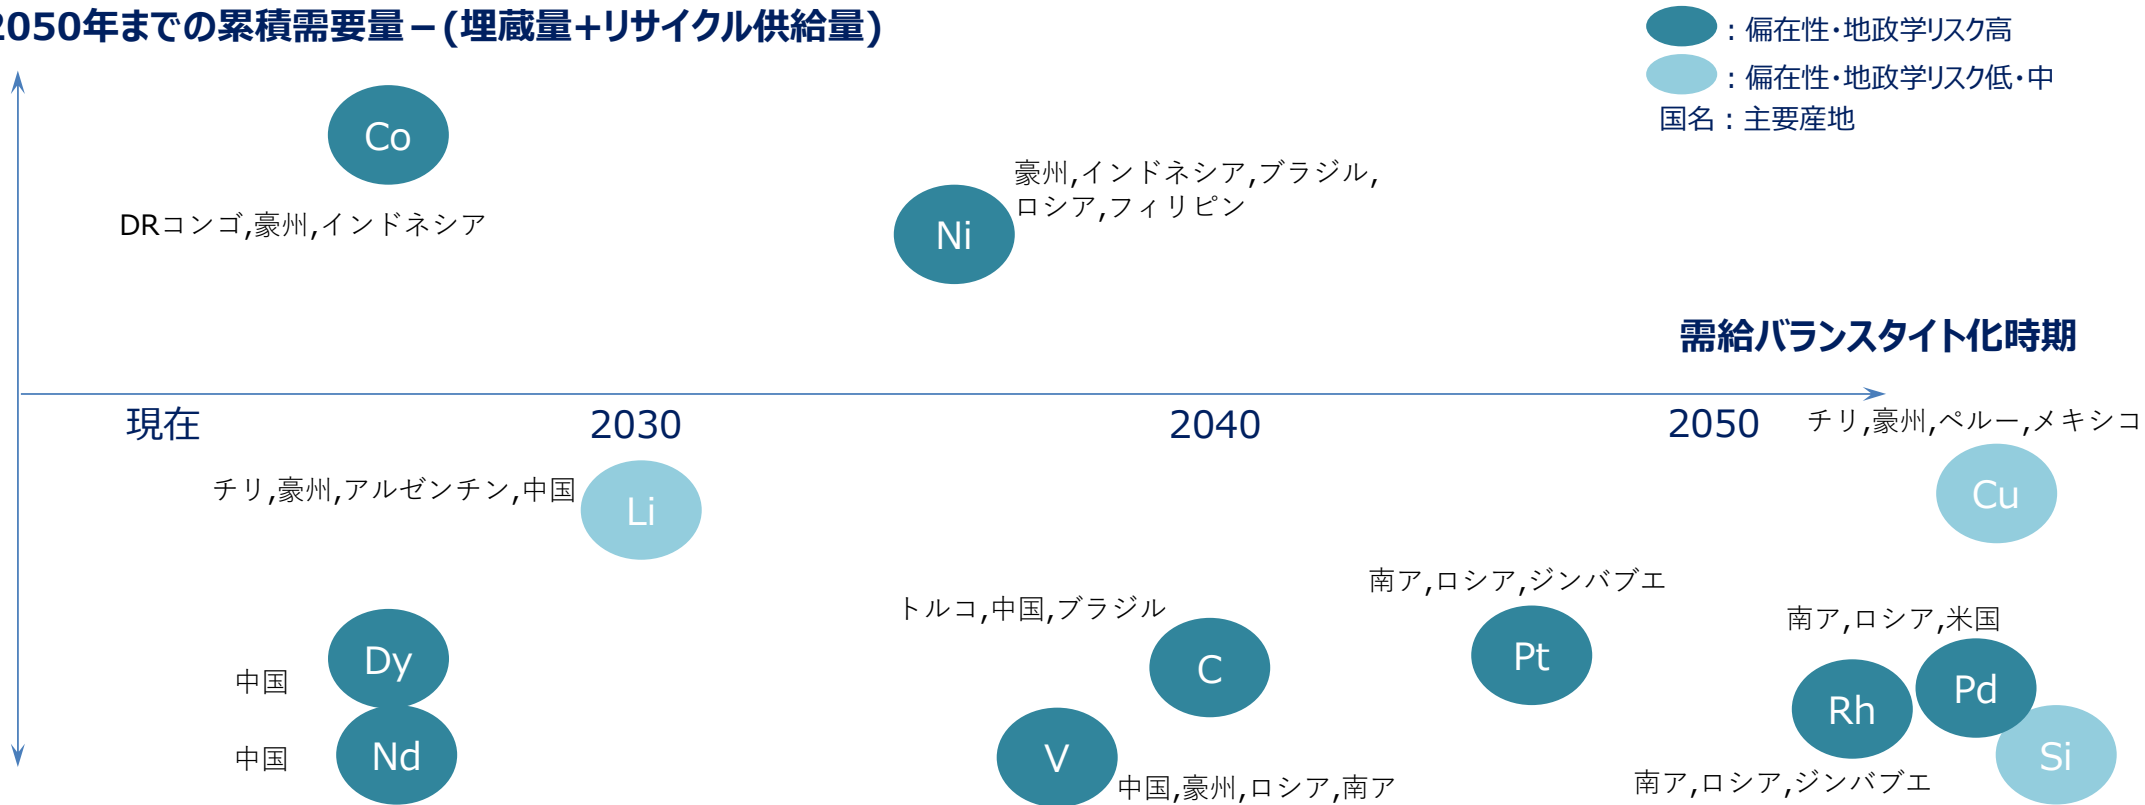 2050年までの累積需要量－(埋蔵量+リサイクル供給量)
：偏在性・地政学リスク高
：偏在性・地政学リスク低・中
国名：主要産地
Co
DRコンゴ,豪州,インドネシア
豪州,インドネシア,ブラジル,
ロシア,フィリピン
Ni
需給バランスタイト化時期
現在
2030
2040
2050
チリ,豪州,ペルー,メキシコ
Cu
チリ,豪州,アルゼンチン,中国
Li
トルコ,中国,ブラジル
C
南ア,ロシア,ジンバブエ
Pt
南ア,ロシア,米国
Pd
Dy
中国
Nd
中国
V
中国,豪州,ロシア,南ア
Rh
南ア,ロシア,ジンバブエ
Si